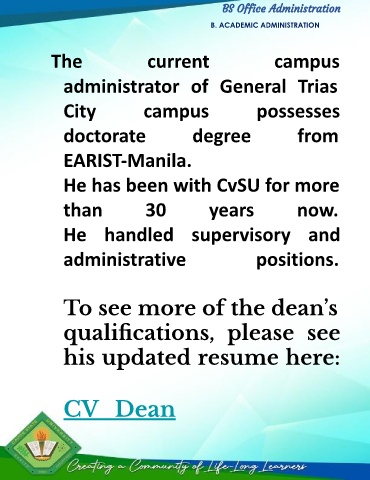 BS Office Administration
B. ACADEMIC ADMINISTRATION
The current campus
administrator of General Trias
City campus possesses
doctorate degree from
EARIST-Manila.
He has been with CvSU for more
than 30 years now.
He handled supervisory and
administrative positions.
To see more of the dean's
qualifications, please see
his updated resume here:
CV Dean
Creating a Community of Life-Long Learners